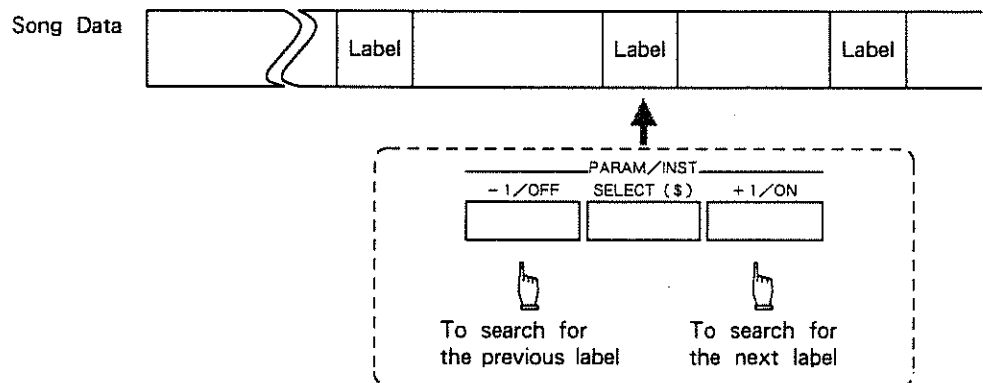 Song Data
Label
Label
Label
PARAM/INST
- 1/OFF
SELECT ($)
+ 1/ON
To search for
the previous label
To search for
the next label